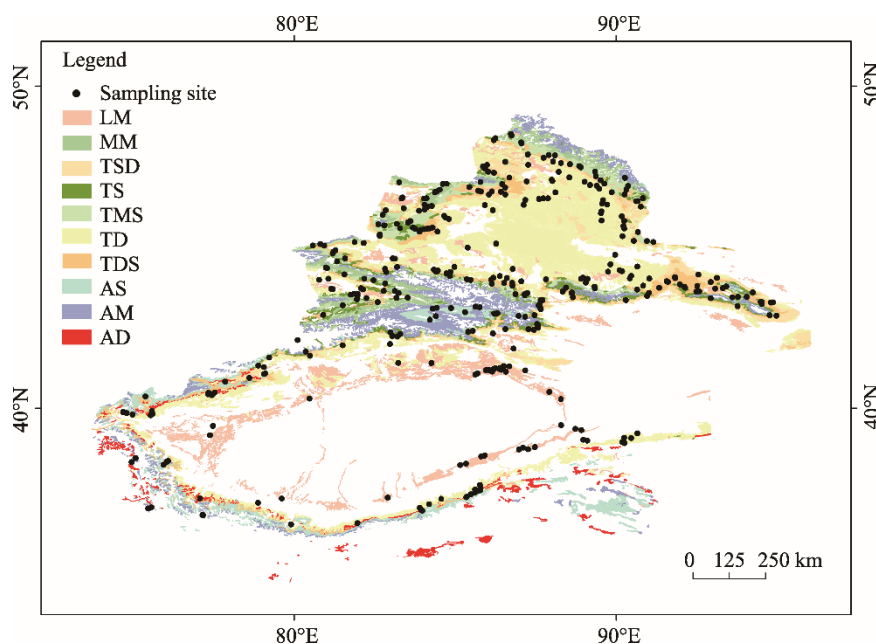 80°E 90°E
50°N 50°N
Legend
Sampling site
LM
MM
TSD
TS
TMS
TD
TDS
AS
AM
AD
40°N 40°N
0 125 250 km
80°E 90°E